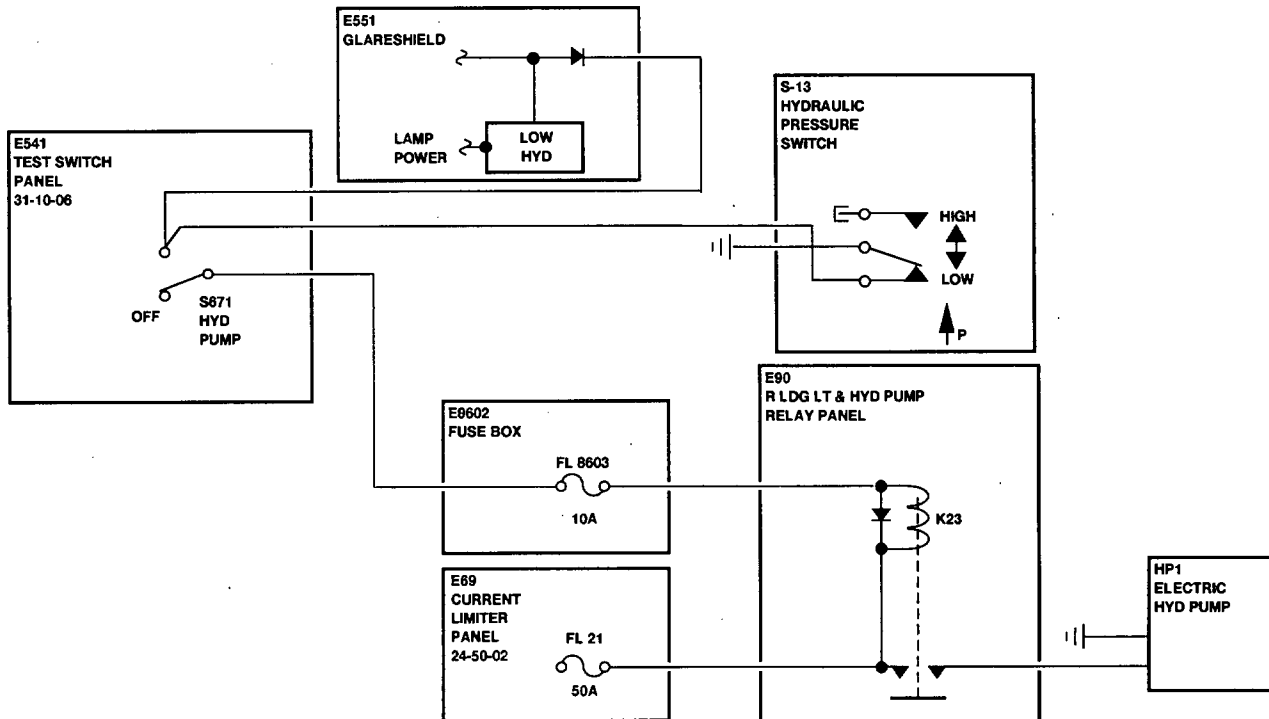 E551
GLARESHIELD
LAMP
POWER
LOW
HYD
S-13
HYDRAULIC
PRESSURE
SWITCH
HIGH
LOW
P
E541
TEST SWITCH
PANEL
31-10-06
OFF
S671
HYD
PUMP
E9602
FUSE BOX
FL 8603
10A
E90
R LDG LT & HYD PUMP
RELAY PANEL
K23
E69
CURRENT
LIMITER
PANEL
24-50-02
FL 21
50A
HP1
ELECTRIC
HYD PUMP